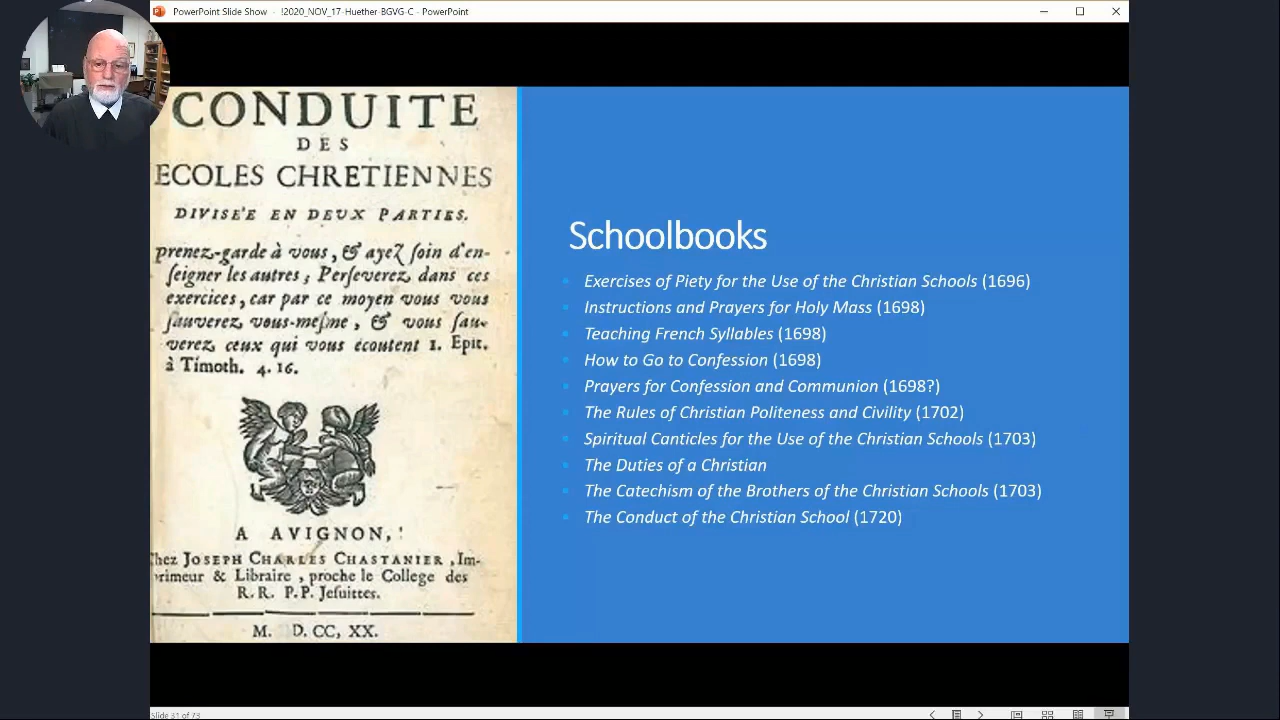 PowerPoint Slide Show - !2020_NOV_17-Huether-BGVG-C - PowerPoint
CONDUITE
DES
ECOLES CHRETIENNES
DIVISE'E EN DEUX PARTIES.
prenez-garde à vous, & ayez ſoin d'en-
ſeigner les autres; Perſeverez dans ces
exercices, car par ce moyen vous vous
ſauverez vous-meſme, & vous ſau-
verez ceux qui vous écoutent 1. Epit.
à Timoth. 4. 16.
A AVIGNON,
Chez JOSEPH CHARLES CHASTANIER, Im-
primeur & Libraire, proche le College des
R. R. P. P. Jeſuittes.
M. D. CC, XX.
Schoolbooks
Exercises of Piety for the Use of the Christian Schools (1696)
Instructions and Prayers for Holy Mass (1698)
Teaching French Syllables (1698)
How to Go to Confession (1698)
Prayers for Confession and Communion (1698?)
The Rules of Christian Politeness and Civility (1702)
Spiritual Canticles for the Use of the Christian Schools (1703)
The Duties of a Christian
The Catechism of the Brothers of the Christian Schools (1703)
The Conduct of the Christian School (1720)
Slide 31 of 73